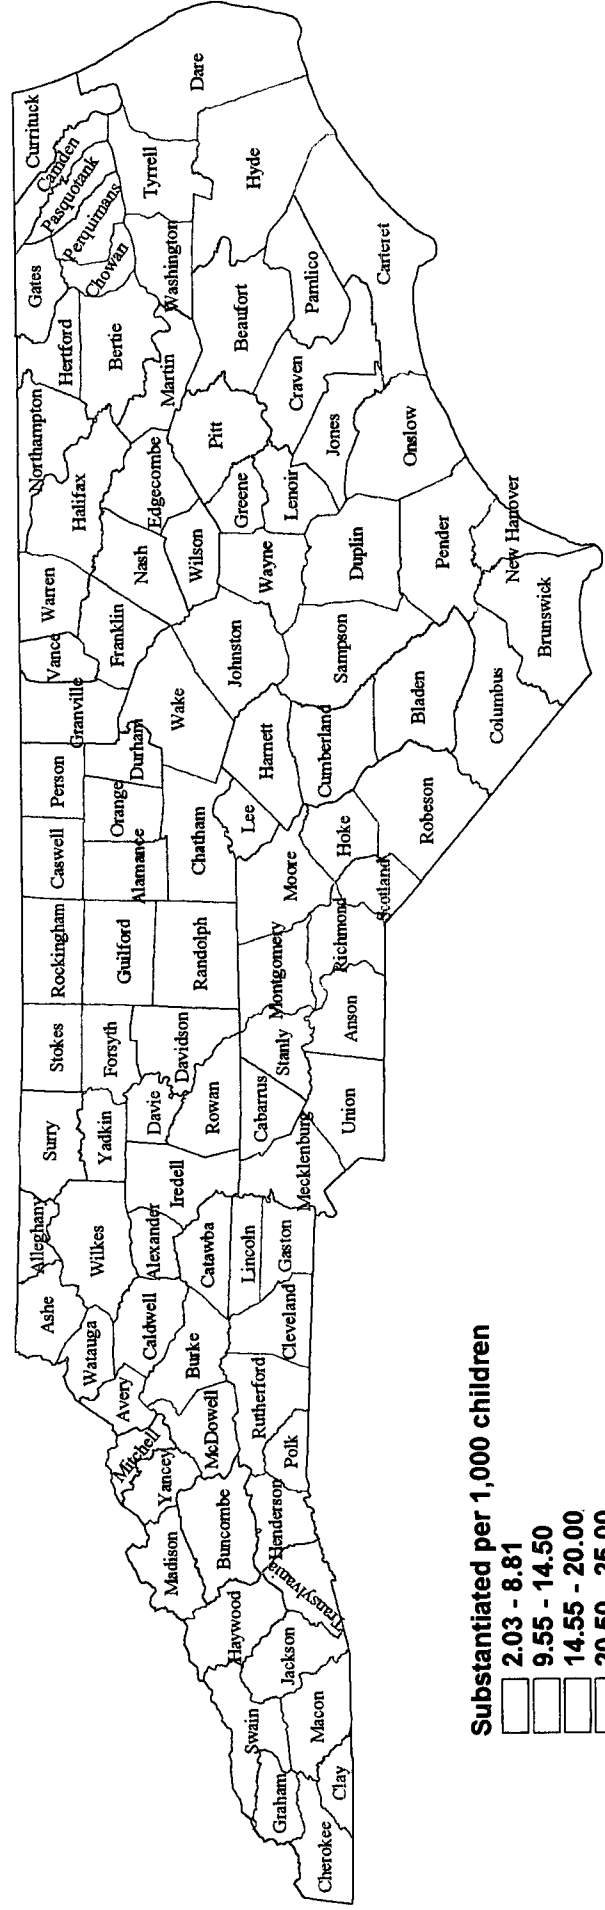 Currituck
Camden
Pasquotank
Perquimans
Chowan
Gates
Hertford
Northampton
Halifax
Warren
Vance
Granville
Person
Caswell
Rockingham
Stokes
Surry
Alleghany
Ashe
Watauga
Wilkes
Yadkin
Forsyth
Guilford
Alamance
Orange
Durham
Franklin
Nash
Edgecombe
Martin
Bertie
Washington
Tyrrell
Dare
Hyde
Beaufort
Pitt
Wilson
Wake
Chatham
Randolph
Davidson
Davie
Iredell
Alexander
Caldwell
Avery
Mitchell
Yancey
Madison
Buncombe
McDowell
Burke
Catawba
Rowan
Lincoln
Gaston
Cleveland
Rutherford
Polk
Henderson
Transylvania
Haywood
Jackson
Swain
Macon
Graham
Clay
Cherokee
Mecklenburg
Cabarrus
Stanly
Union
Anson
Montgomery
Richmond
Moore
Lee
Harnett
Johnston
Wayne
Greene
Lenoir
Craven
Pamlico
Carteret
Jones
Onslow
Duplin
Sampson
Cumberland
Hoke
Scotland
Robeson
Bladen
Pender
New Hanover
Brunswick
Columbus
Substantiated per 1,000 children
2.03 - 8.81
9.55 - 14.50
14.55 - 20.00
20.50 - 25.00